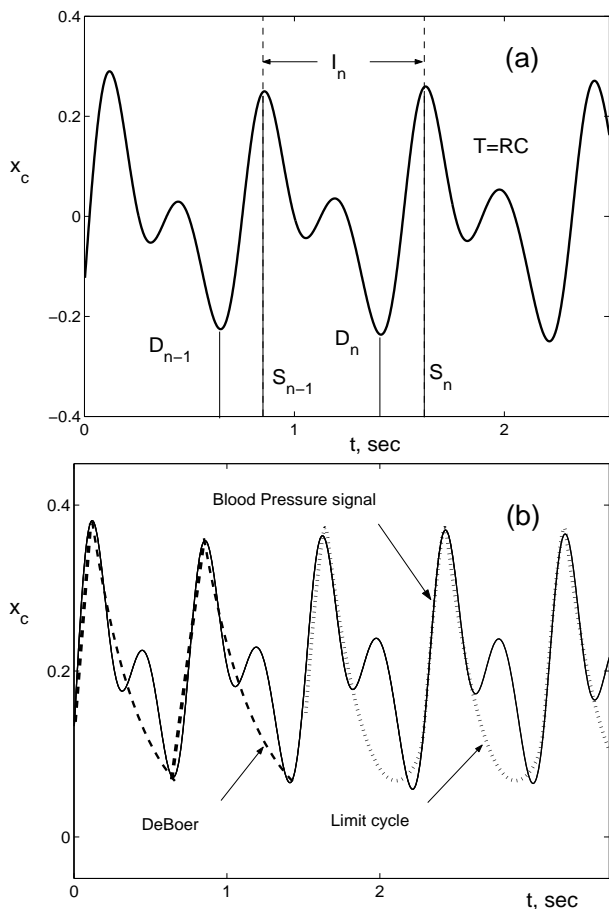 0.4
(a)
I_n
0.2
T=RC
x_c
0
−0.2
D_{n−1}
D_n
S_{n−1}
S_n
−0.4
0
1
2
t, sec
(b)
Blood Pressure signal
0.4
x_c
0.2
DeBoer
Limit cycle
0
0
1
2
3
t, sec